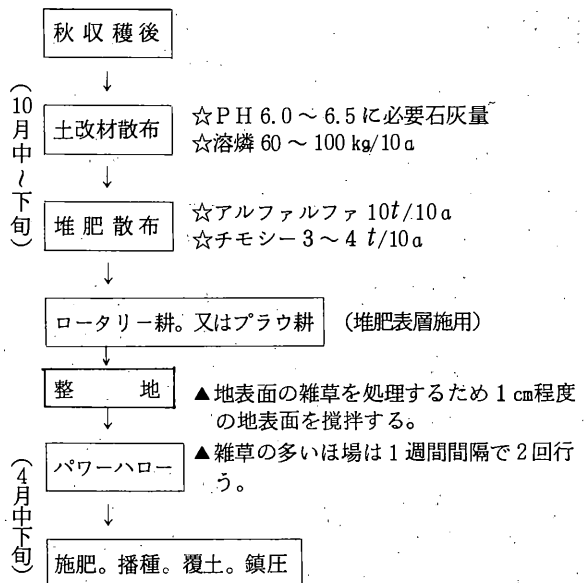 秋収穫後
↓
(10月中~下旬)
土改材散布
☆PH 6.0~6.5に必要石灰量
☆溶燐 60~100 kg/10a
↓
堆肥散布
☆アルファルファ 10t/10a
☆チモシー 3~4 t/10a
↓
ロータリー耕。又はプラウ耕 (堆肥表層施用)
↓
整地
▲地表面の雑草を処理するため 1 cm程度
の地表面を撹拌する。
↓
(4月中下旬)
パワーハロー
▲雑草の多いほ場は 1 週間間隔で 2 回行
う。
↓
施肥。播種。覆土。鎮圧